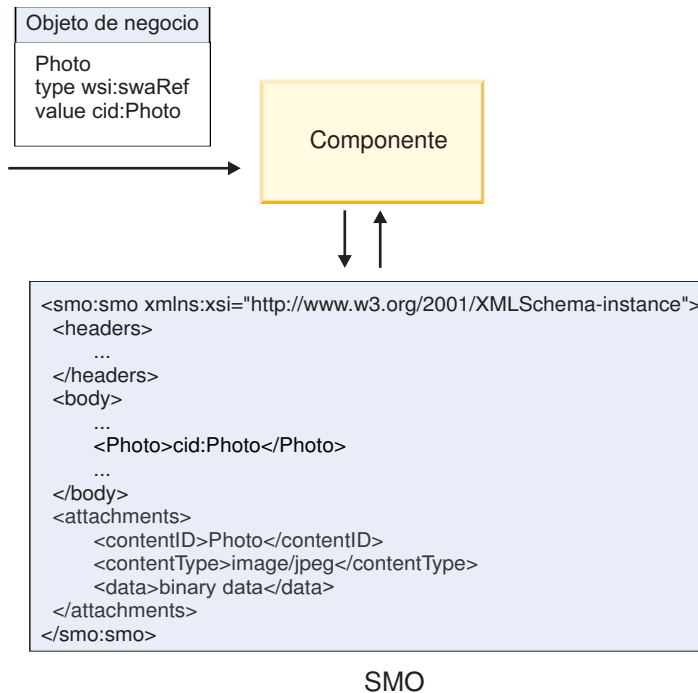 Objeto de negocio
Photo
type wsi:swaRef
value cid:Photo
Componente
<smo:smo xmlns:xsi="http://www.w3.org/2001/XMLSchema-instance">
<headers>
...
</headers>
<body>
...
<Photo>cid:Photo</Photo>
...
</body>
<attachments>
<contentID>Photo</contentID>
<contentType>image/jpeg</contentType>
<data>binary data</data>
</attachments>
</smo:smo>
SMO